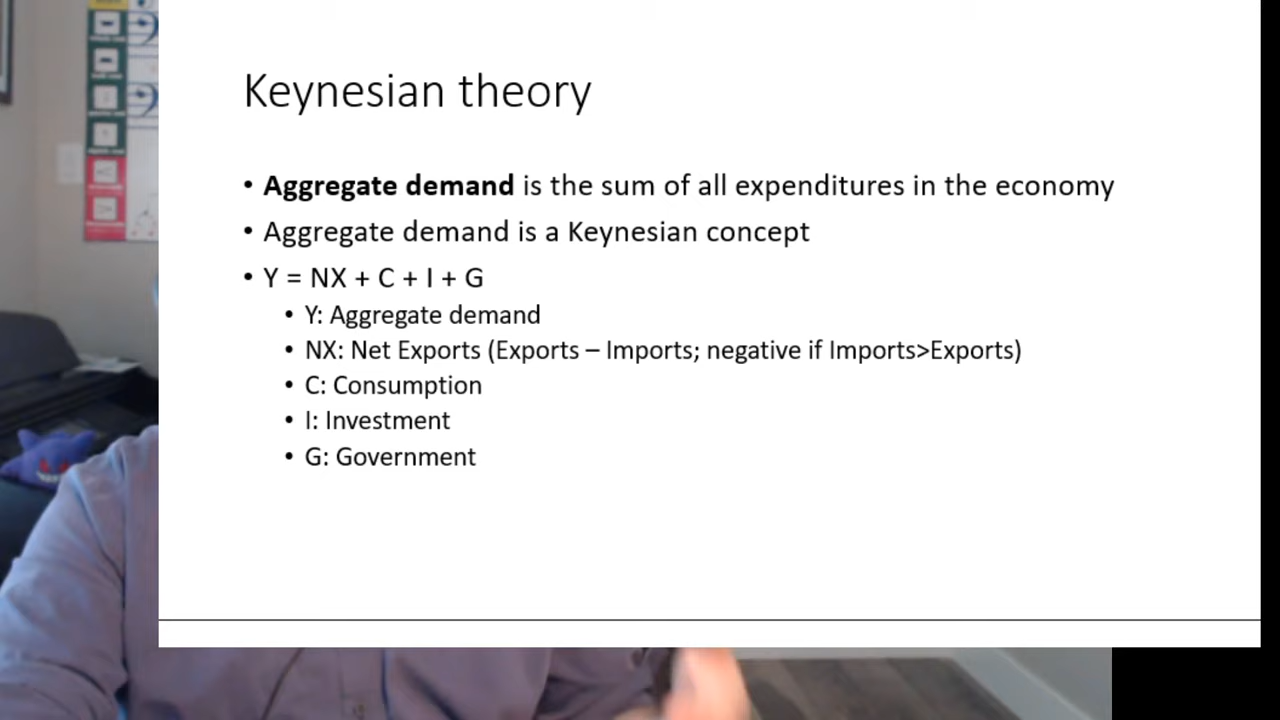 Keynesian theory
• Aggregate demand is the sum of all expenditures in the economy
• Aggregate demand is a Keynesian concept
• Y = NX + C + I + G
• Y: Aggregate demand
• NX: Net Exports (Exports – Imports; negative if Imports>Exports)
• C: Consumption
• I: Investment
• G: Government